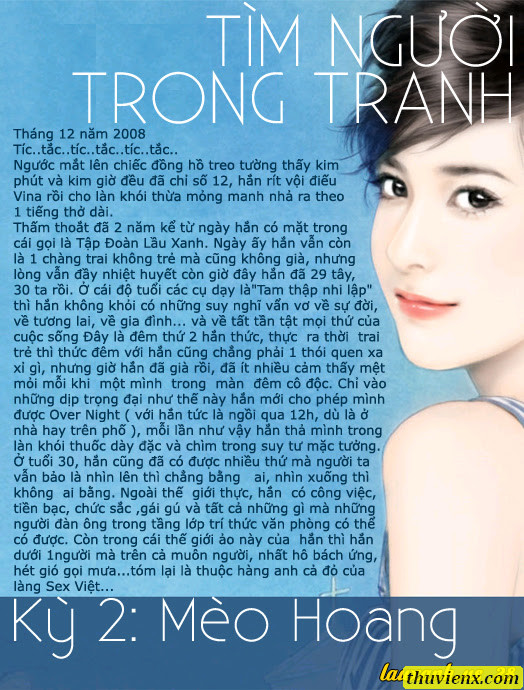 TÌM NGƯỜI
TRONG TRANH
Tháng 12 năm 2008
Tíc..tắc..tíc..tắc..tíc..tắc..
Ngước mắt lên chiếc đồng hồ treo tường thấy kim
phút và kim giờ đều đã chỉ số 12, hắn rít vội điếu
Vina rồi cho làn khói thừa mỏng manh nhả ra theo
1 tiếng thở dài.
Thấm thoắt đã 2 năm kể từ ngày hắn có mặt trong
cái gọi là Tập Đoàn Lầu Xanh. Ngày ấy hắn vẫn còn
là 1 chàng trai không trẻ mà cũng không già, nhưng
lòng vẫn đầy nhiệt huyết còn giờ đây hắn đã 29 tây,
30 ta rồi. Ở cái độ tuổi các cụ dạy là"Tam thập nhi lập"
thì hắn không khỏi có những suy nghĩ vẩn vơ về sự đời,
về tương lai, về gia đình... và về tất tần tật mọi thứ của
cuộc sống Đây là đêm thứ 2 hắn thức, thực ra thời trai
trẻ thì thức đêm với hắn cũng chẳng phải 1 thói quen xa
xỉ gì, nhưng giờ hắn đã già rồi, đã ít nhiều cảm thấy mệt
mỏi mỗi khi một mình trong màn đêm cô độc. Chỉ vào
những dịp trọng đại như thế này hắn mới cho phép mình
được Over Night ( với hắn tức là ngồi qua 12h, dù là ở
nhà hay trên phố ), mỗi lần như vậy hắn thả mình trong
làn khói thuốc dày đặc và chìm trong suy tư mặc tưởng.
Ở tuổi 30, hắn cũng đã có được nhiều thứ mà người ta
vẫn bảo là nhìn lên thì chẳng bằng ai, nhìn xuống thì
không ai bằng. Ngoài thế giới thực, hắn có công việc,
tiền bạc, chức sắc ,gái gú và tất cả những gì mà những
người đàn ông trong tầng lớp trí thức văn phòng có thể
có được. Còn trong cái thế giới ảo này của hắn thì hắn
dưới 1người mà trên cả muôn người, nhất hô bách ứng,
hét gió gọi mưa...tóm lại là thuộc hàng anh cả đỏ của
làng Sex Việt...
Kỳ 2: Mèo Hoang
thuvienx.com